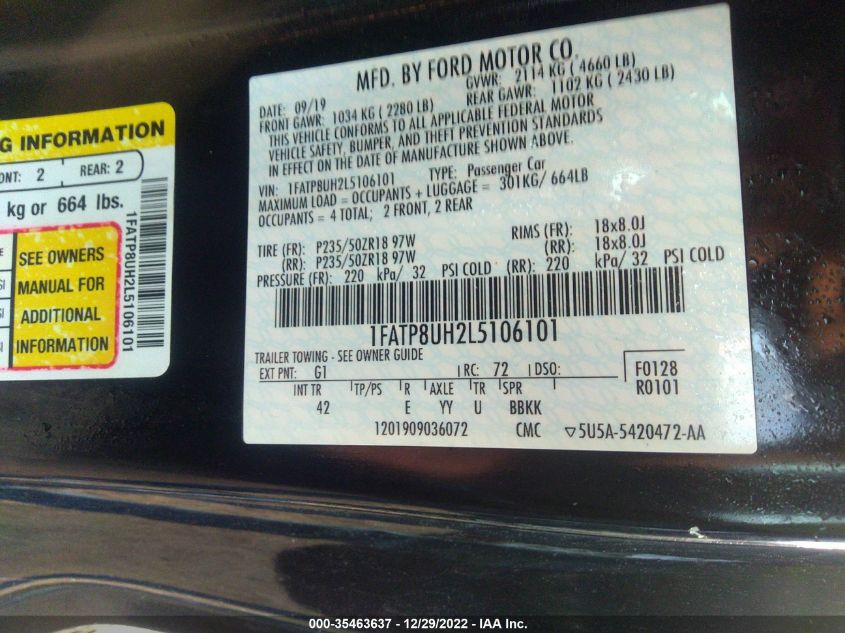 G INFORMATION
ONT: 2 REAR: 2
kg or 664 lbs.
SEE OWNERS
MANUAL FOR
ADDITIONAL
INFORMATION
1FATP8UH2L5106101
MFD. BY FORD MOTOR CO.
DATE: 09/19 GVWR: 2114 KG ( 4660 LB)
FRONT GAWR: 1034 KG ( 2280 LB) REAR GAWR: 1102 KG ( 2430 LB)
THIS VEHICLE CONFORMS TO ALL APPLICABLE FEDERAL MOTOR
VEHICLE SAFETY, BUMPER, AND THEFT PREVENTION STANDARDS
IN EFFECT ON THE DATE OF MANUFACTURE SHOWN ABOVE.
VIN: 1FATP8UH2L5106101 TYPE: Passenger Car
MAXIMUM LOAD = OCCUPANTS + LUGGAGE = 301KG/ 664LB
OCCUPANTS = 4 TOTAL; 2 FRONT, 2 REAR
TIRE (FR): P235/50ZR18 97W RIMS (FR): 18x8.0J
(RR): P235/50ZR18 97W (RR): 18x8.0J
PRESSURE (FR): 220 kPa/ 32 PSI COLD (RR): 220 kPa/ 32 PSI COLD
1FATP8UH2L5106101
TRAILER TOWING - SEE OWNER GUIDE
EXT PNT: G1 RC: 72 DSO: F0128
INT TR TP/PS R AXLE TR SPR R0101
42 E YY U BBKK
1201909036072 CMC ▽5U5A-5420472-AA
000-35463637 - 12/29/2022 - IAA Inc.